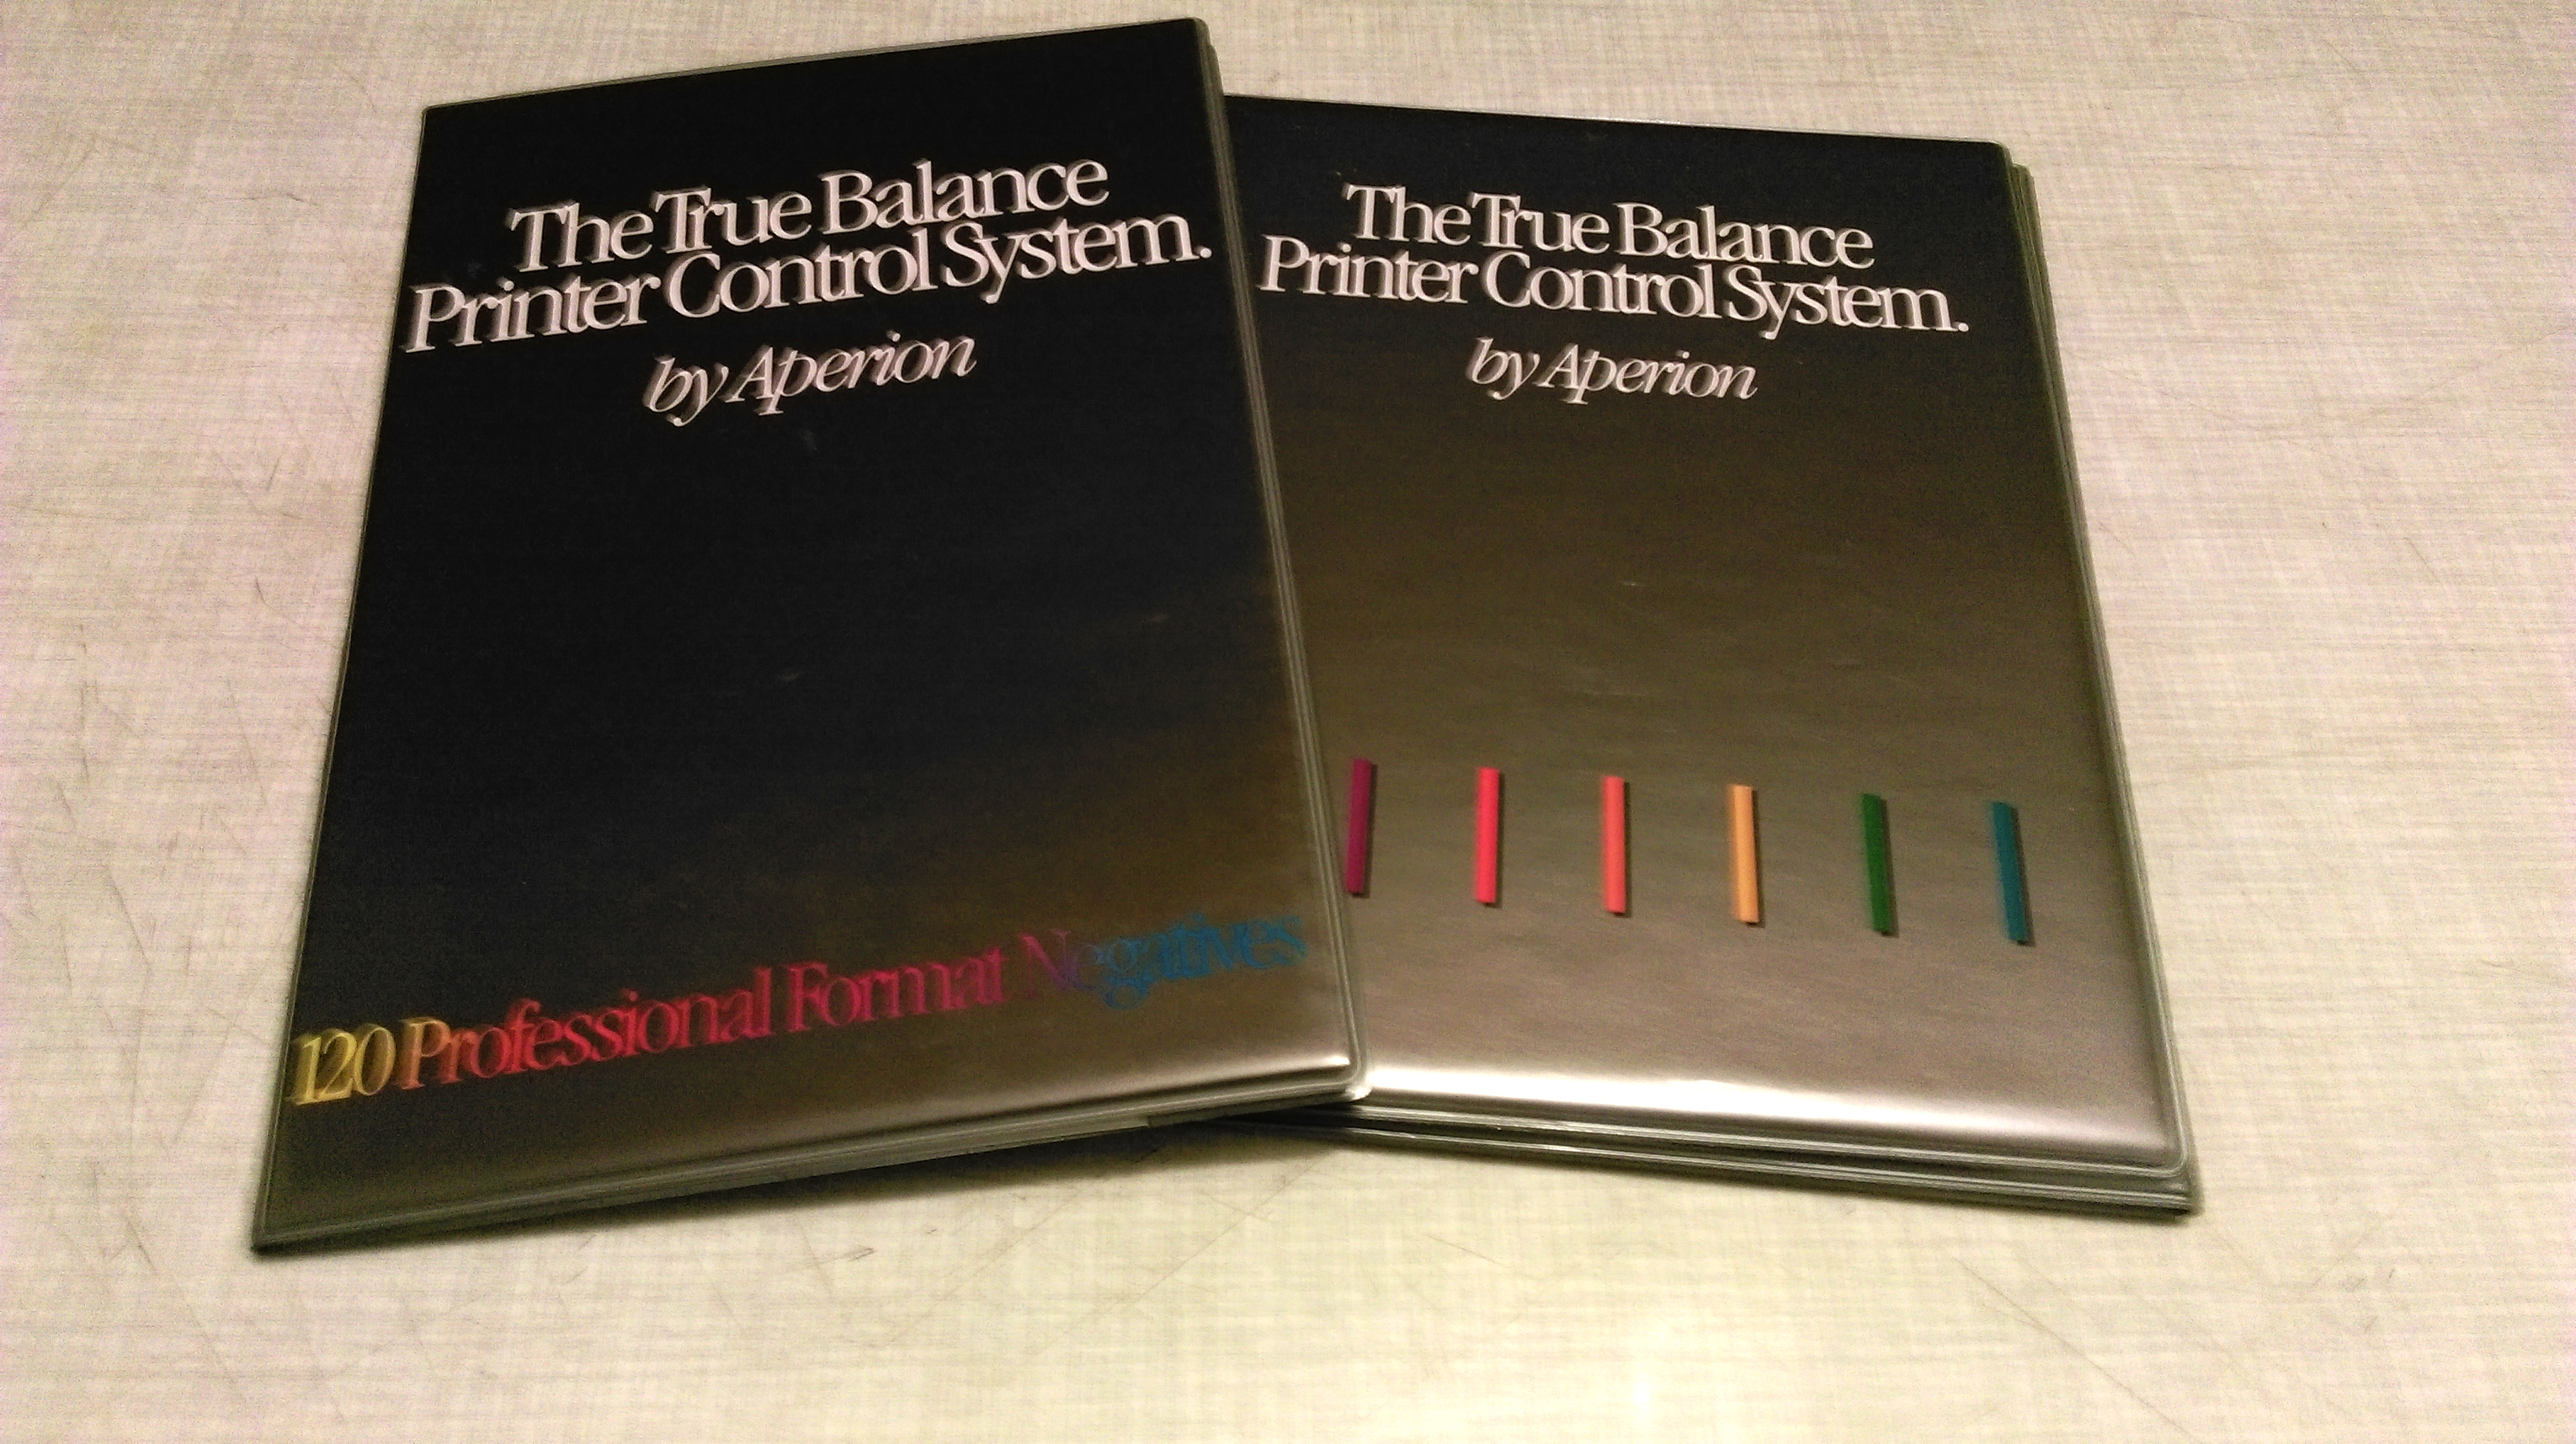 The True Balance
Printer Control System.
by Aperion
120 Professional Format Negatives
The True Balance
Printer Control System.
by Aperion